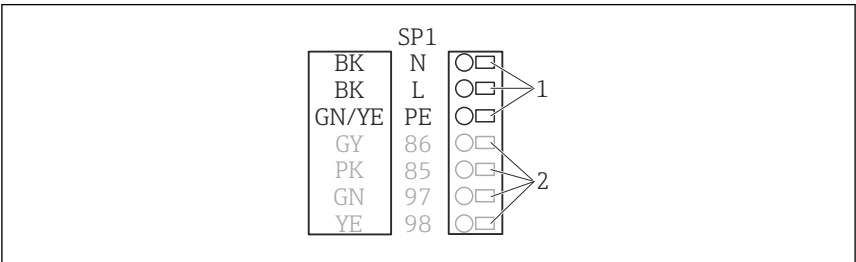 SP1
BK N
BK L 1
GN/YE PE
GY 86
PK 85
GN 97 2
YE 98